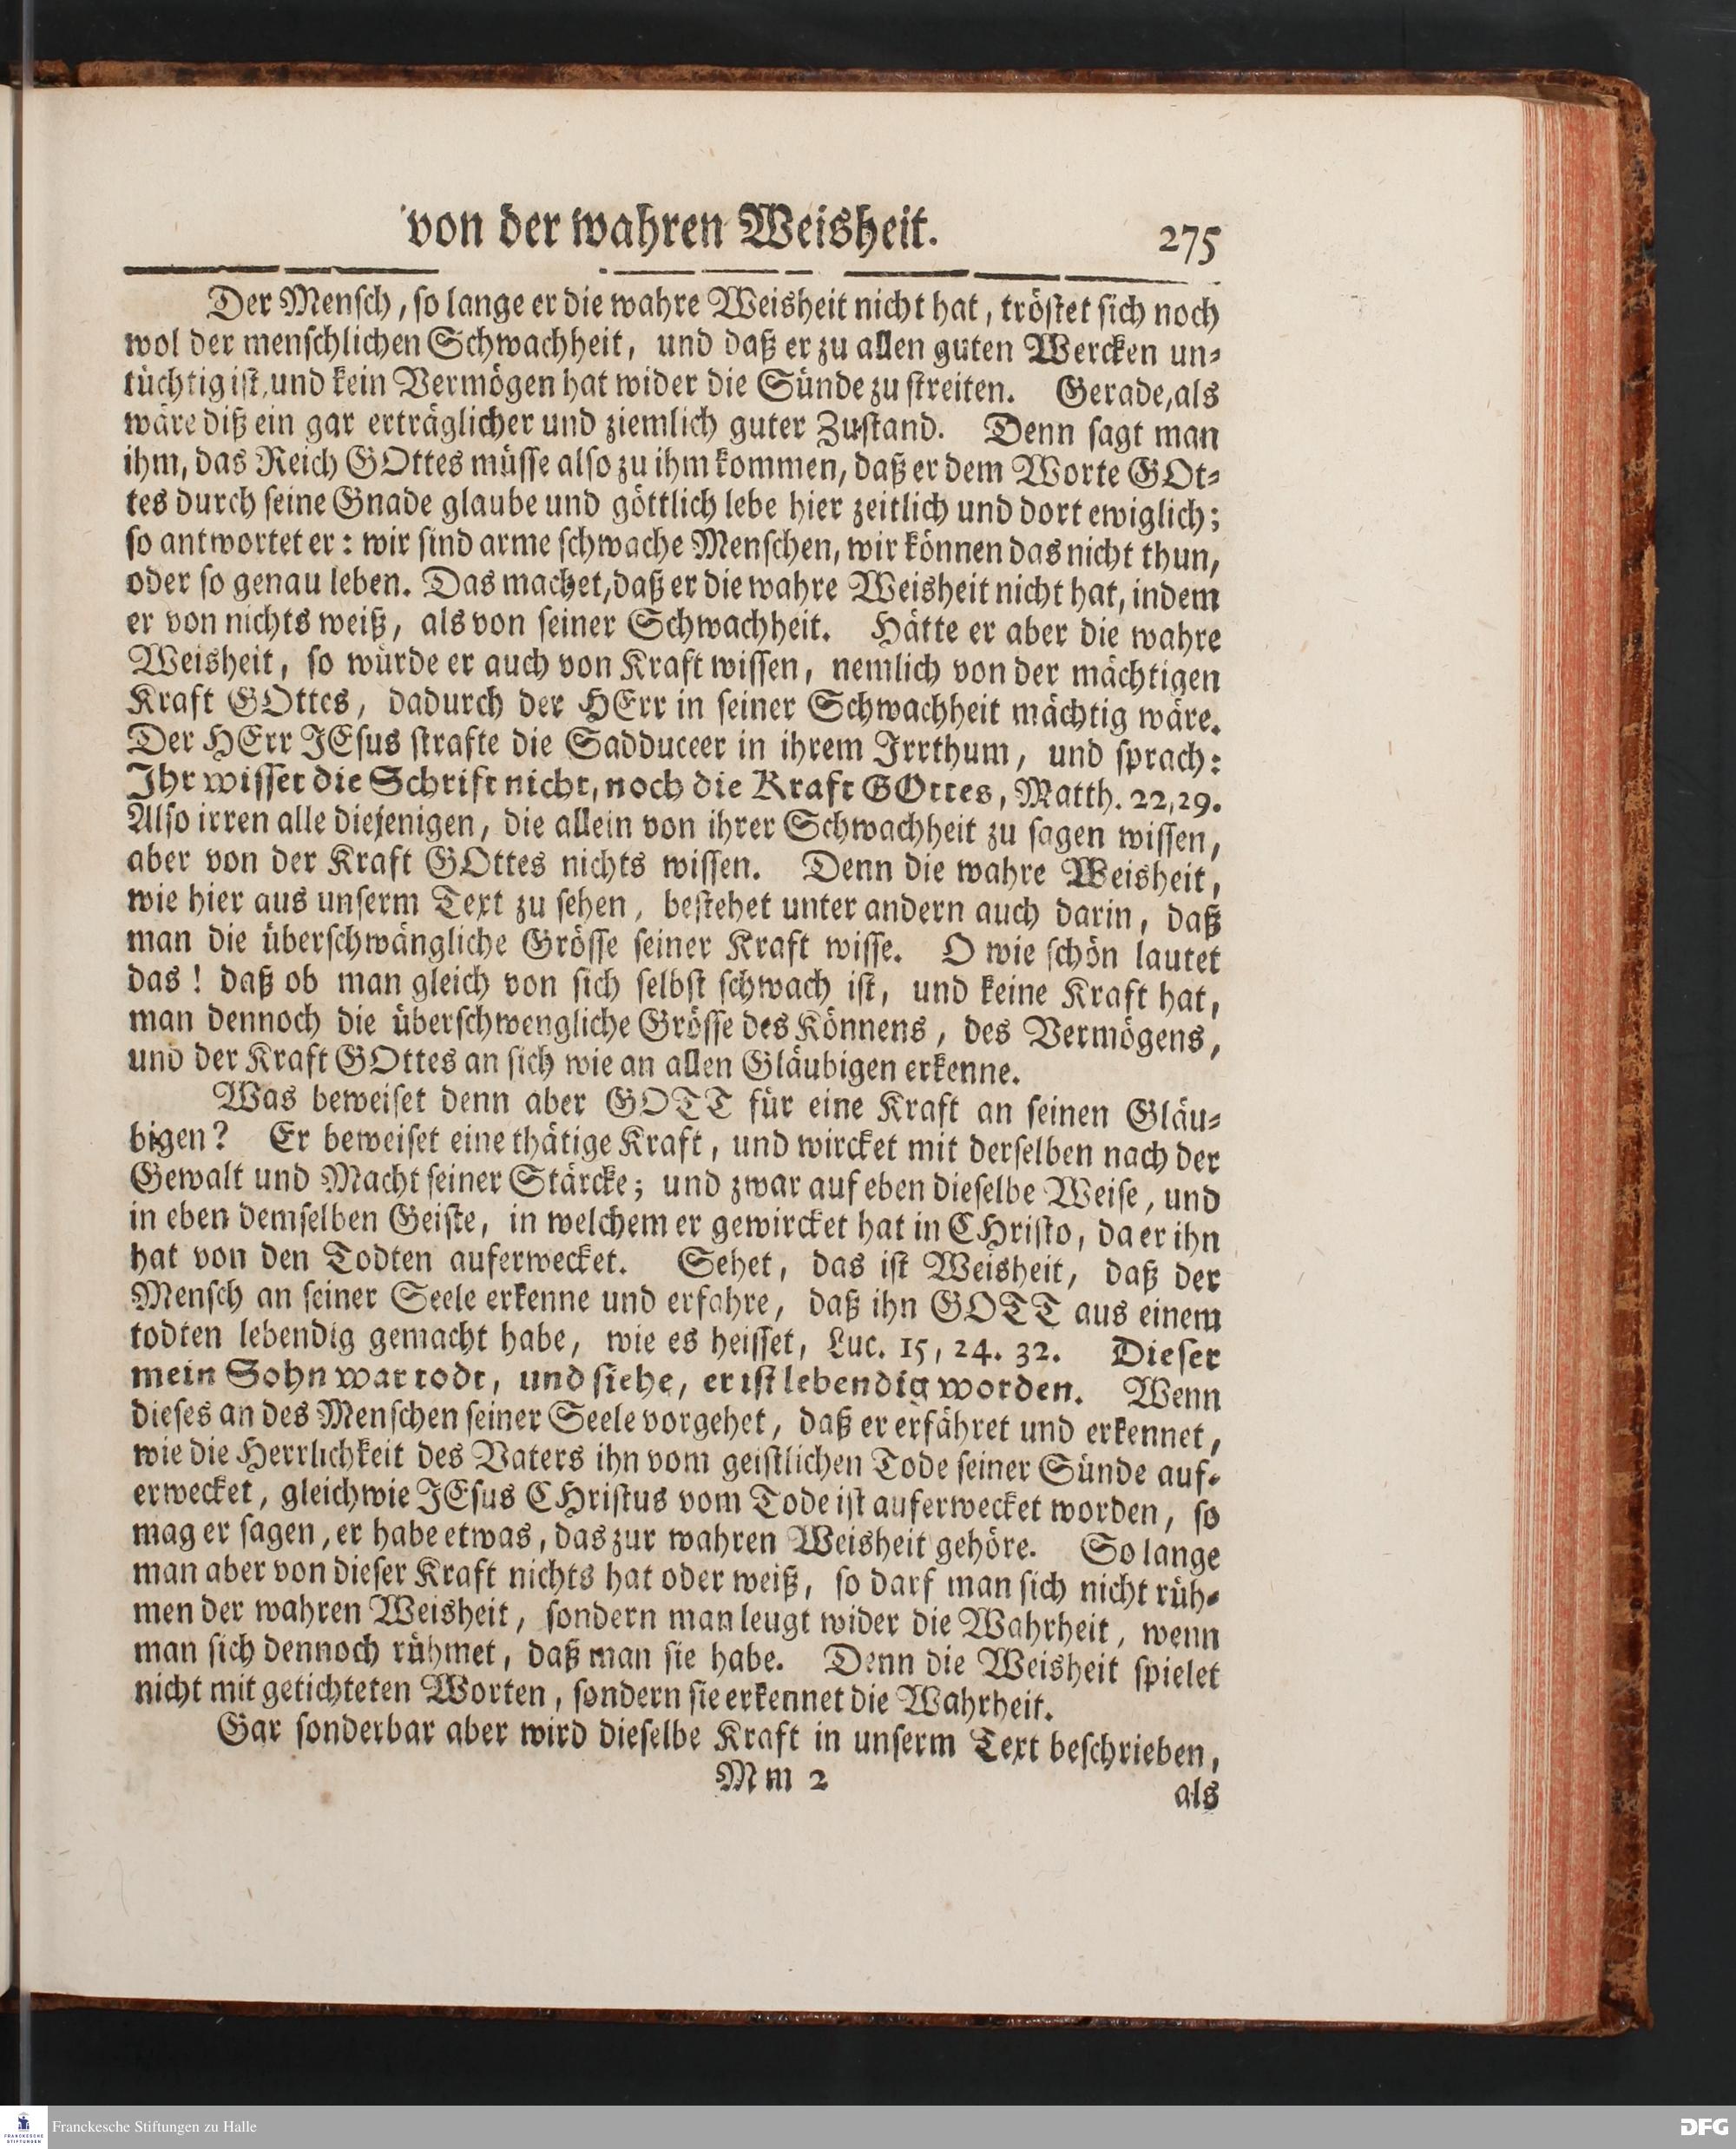 von der wahren Weisheit. 275
Der Mensch, so lange er die wahre Weisheit nicht hat, tröstet sich noch
wol der menschlichen Schwachheit, und daß er zu allen guten Wercken un-
tüchtig ist, und kein Vermögen hat wider die Sünde zu streiten. Gerade, als
wäre diß ein gar erträglicher und ziemlich guter Zustand. Denn sagt man
ihm, das Reich GOttes müsse also zu ihm kommen, daß er dem Worte GOt-
tes durch seine Gnade glaube und göttlich lebe hier zeitlich und dort ewiglich;
so antwortet er: wir sind arme schwache Menschen, wir können das nicht thun,
oder so genau leben. Das machet, daß er die wahre Weisheit nicht hat, indem
er von nichts weiß, als von seiner Schwachheit. Hätte er aber die wahre
Weisheit, so würde er auch von Kraft wissen, nemlich von der mächtigen
Kraft GOttes, dadurch der HErr in seiner Schwachheit mächtig wäre.
Der HErr JEsus strafte die Sadduceer in ihrem Irrthum, und sprach:
Ihr wisset die Schrift nicht, noch die Kraft GOttes, Matth. 22, 29.
Also irren alle diejenigen, die allein von ihrer Schwachheit zu sagen wissen,
aber von der Kraft GOttes nichts wissen. Denn die wahre Weisheit,
wie hier aus unserm Text zu sehen, bestehet unter andern auch darin, daß
man die überschwängliche Grösse seiner Kraft wisse. O wie schön lautet
das! daß ob man gleich von sich selbst schwach ist, und keine Kraft hat,
man dennoch die überschwengliche Grösse des Könnens, des Vermögens,
und der Kraft GOttes an sich wie an allen Gläubigen erkenne.
Was beweiset denn aber GOTT für eine Kraft an seinen Gläu-
bigen? Er beweiset eine thätige Kraft, und wircket mit derselben nach der
Gewalt und Macht seiner Stärcke; und zwar auf eben dieselbe Weise, und
in eben demselben Geiste, in welchem er gewircket hat in CHristo, da er ihn
hat von den Todten auferwecket. Sehet, das ist Weisheit, daß der
Mensch an seiner Seele erkenne und erfahre, daß ihn GOTT aus einem
todten lebendig gemacht habe, wie es heisset, Luc. 15, 24. 32. Dieser
mein Sohn war todt, und siehe, er ist lebendig worden. Wenn
dieses an des Menschen seiner Seele vorgehet, daß er erfähret und erkennet,
wie die Herrlichkeit des Vaters ihn vom geistlichen Tode seiner Sünde auf-
erwecket, gleichwie JEsus CHristus vom Tode ist auferwecket worden, so
mag er sagen, er habe etwas, das zur wahren Weisheit gehöre. So lange
man aber von dieser Kraft nichts hat oder weiß, so darf man sich nicht rüh-
men der wahren Weisheit, sondern man leugt wider die Wahrheit, wenn
man sich dennoch rühmet, daß man sie habe. Denn die Weisheit spielet
nicht mit getichteten Worten, sondern sie erkennet die Wahrheit.
Gar sonderbar aber wird dieselbe Kraft in unserm Text beschrieben,
Mm 2 als
FRANCKESCHE STIFTUNGEN Franckesche Stiftungen zu Halle DFG